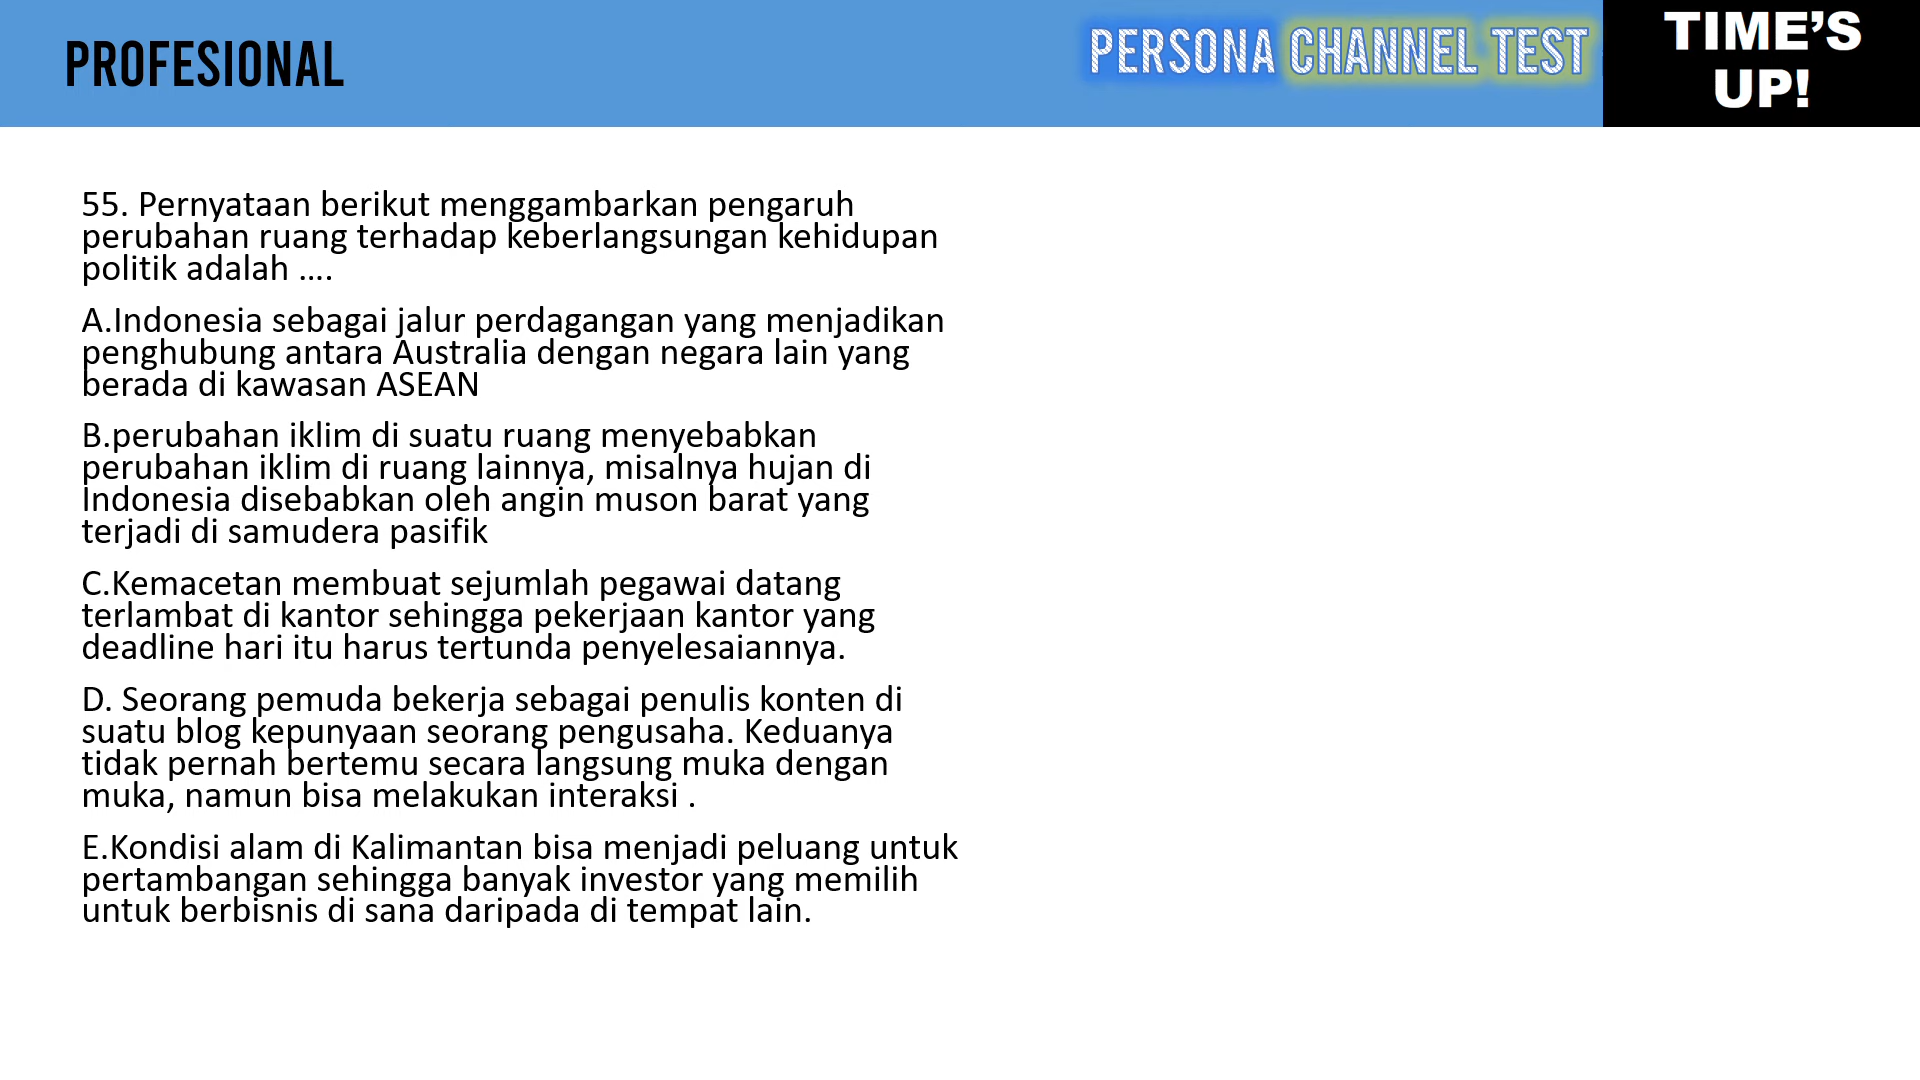 PROFESIONAL
PERSONA CHANNEL TEST
TIME'S
UP!
55. Pernyataan berikut menggambarkan pengaruh
perubahan ruang terhadap keberlangsungan kehidupan
politik adalah ....
A.Indonesia sebagai jalur perdagangan yang menjadikan
penghubung antara Australia dengan negara lain yang
berada di kawasan ASEAN
B.perubahan iklim di suatu ruang menyebabkan
perubahan iklim di ruang lainnya, misalnya hujan di
Indonesia disebabkan oleh angin muson barat yang
terjadi di samudera pasifik
C.Kemacetan membuat sejumlah pegawai datang
terlambat di kantor sehingga pekerjaan kantor yang
deadline hari itu harus tertunda penyelesaiannya.
D. Seorang pemuda bekerja sebagai penulis konten di
suatu blog kepunyaan seorang pengusaha. Keduanya
tidak pernah bertemu secara langsung muka dengan
muka, namun bisa melakukan interaksi .
E.Kondisi alam di Kalimantan bisa menjadi peluang untuk
pertambangan sehingga banyak investor yang memilih
untuk berbisnis di sana daripada di tempat lain.